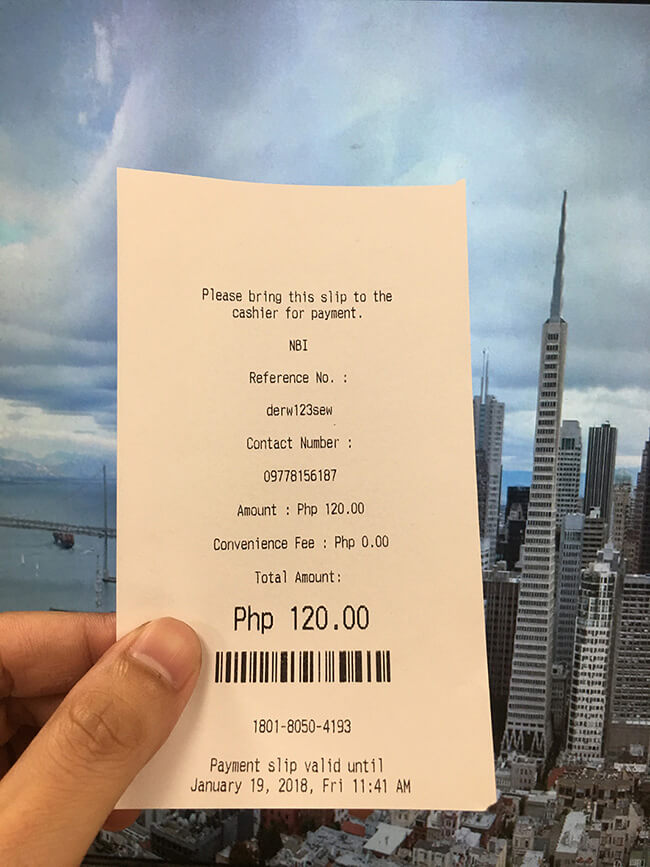 Please bring this slip to the
cashier for payment.
NBI
Reference No. :
derw123sew
Contact Number :
09778156187
Amount : Php 120.00
Convenience Fee : Php 0.00
Total Amount:
Php 120.00
1801-8050-4193
Payment slip valid until
January 19, 2018, Fri 11:41 AM